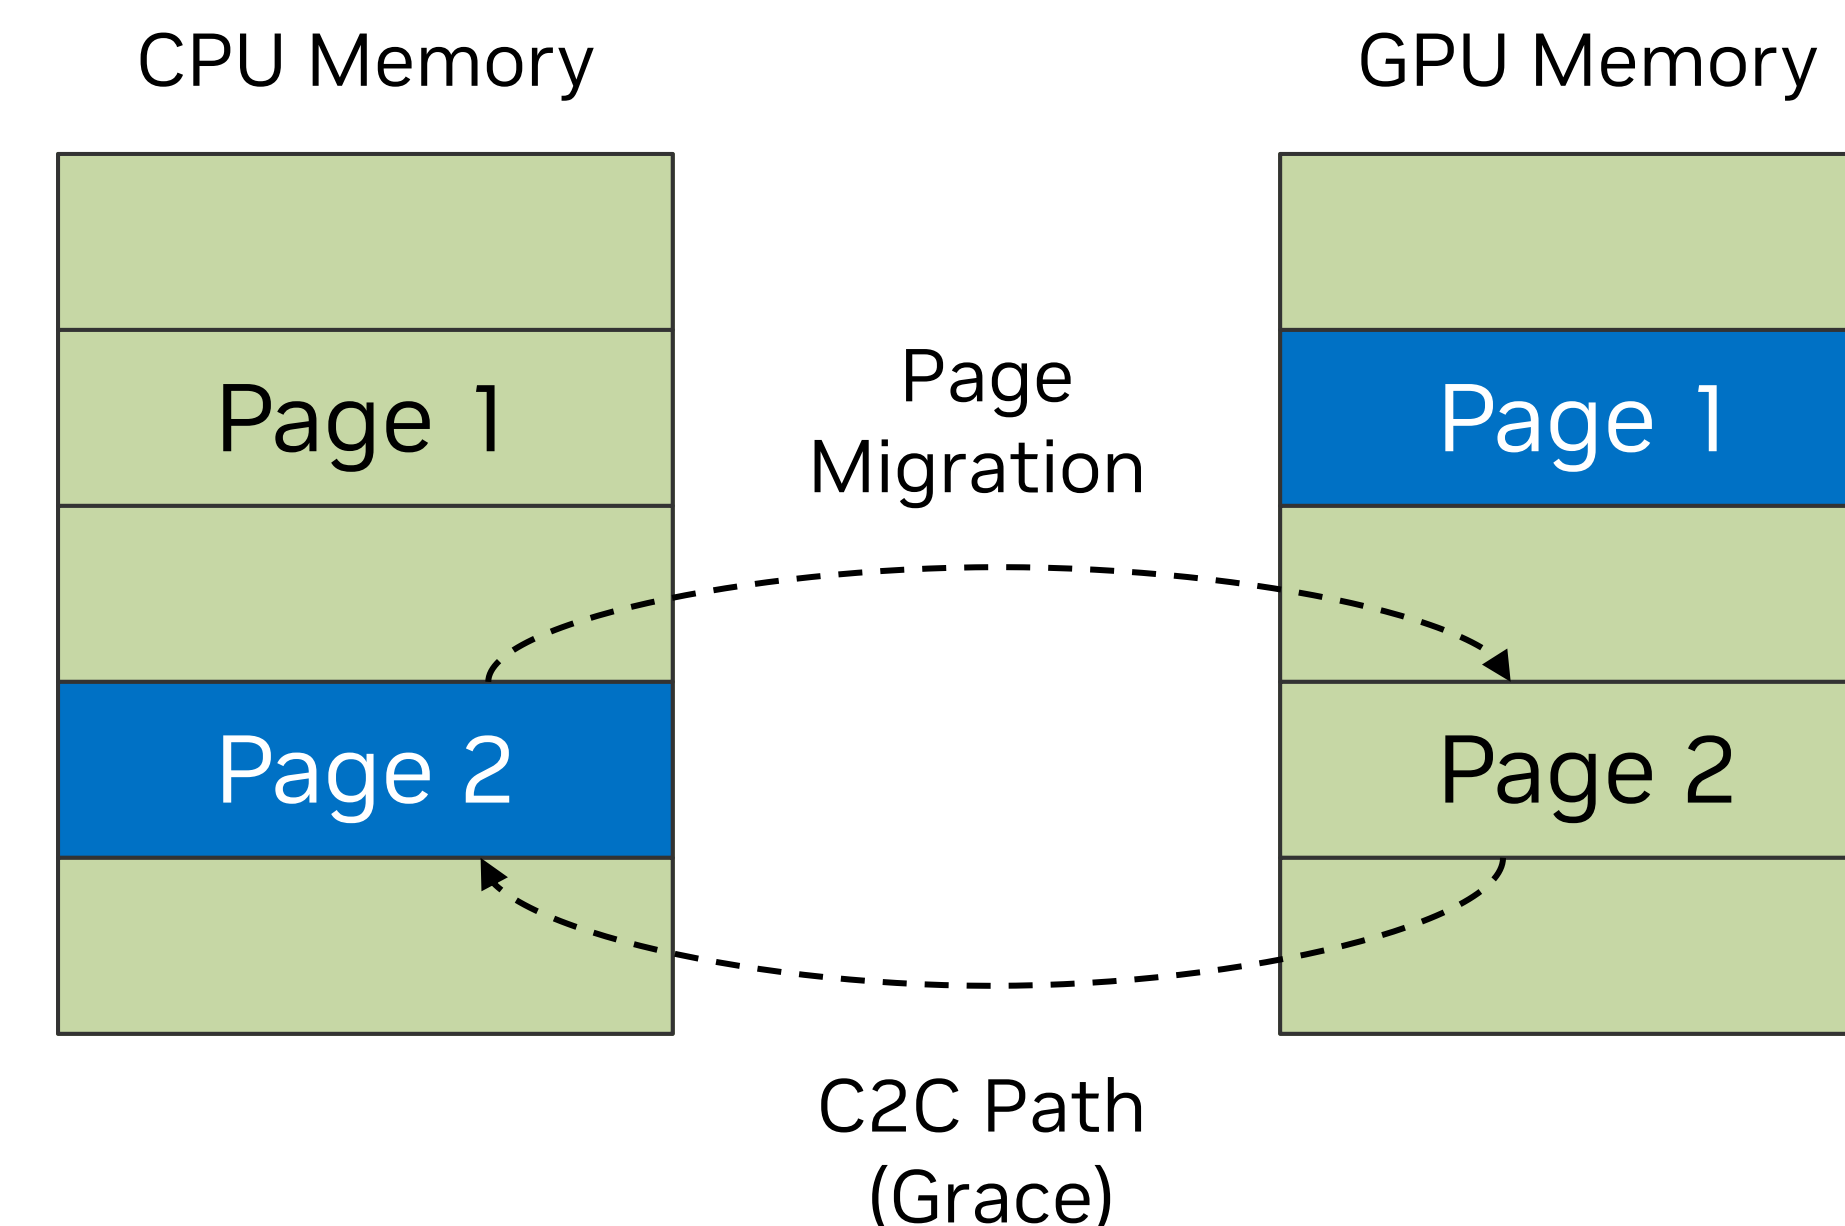 CPU Memory
GPU Memory
Page 1
Page
Migration
Page 1
Page 2
Page 2
C2C Path
(Grace)